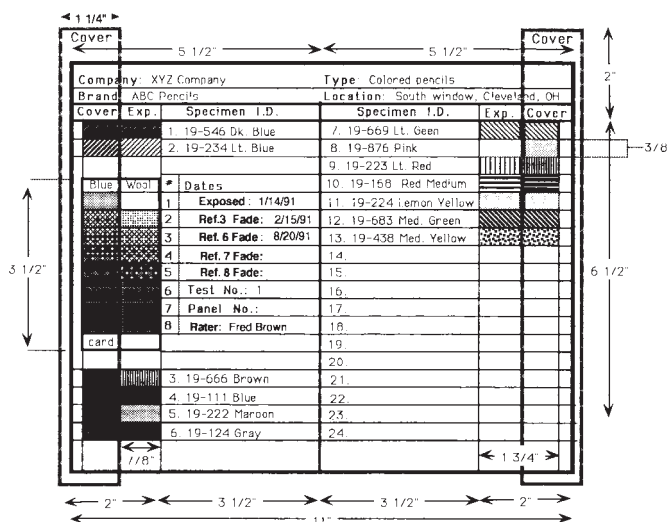 1 1/4"
Cover Cover
5 1/2" 5 1/2"
2"
Company: XYZ Company Type: Colored pencils
Brand ABC Pencils Location: South window, Cleveland, OH
Cover Exp. Specimen I.D. Specimen I.D. Exp. Cover
1. 19-546 Dk. Blue 7. 19-669 Lt. Geen
2. 19-234 Lt. Blue 8. 19-876 Pink
3/8
9. 19-223 Lt. Red
Blue Wool # Dates 10. 19-168 Red Medium
1 Exposed: 1/14/91 11. 19-224 Lemon Yellow
2 Ref.3 Fade: 2/15/91 12. 19-683 Med. Green
3 Ref. 6 Fade: 8/20/91 13. 19-438 Med. Yellow
4 Ref. 7 Fade: 14.
3 1/2" 6 1/2"
5 Ref. 8 Fade: 15.
6 Test No.: 1 16.
7 Panel No.: 17.
8 Rater: Fred Brown 18.
card 19.
20.
3. 19-666 Brown 21.
4. 19-111 Blue 22.
5. 19-222 Maroon 23.
6. 19-124 Gray 24.
7/8" 1 3/4"
2" 3 1/2" 3 1/2" 2"
11"